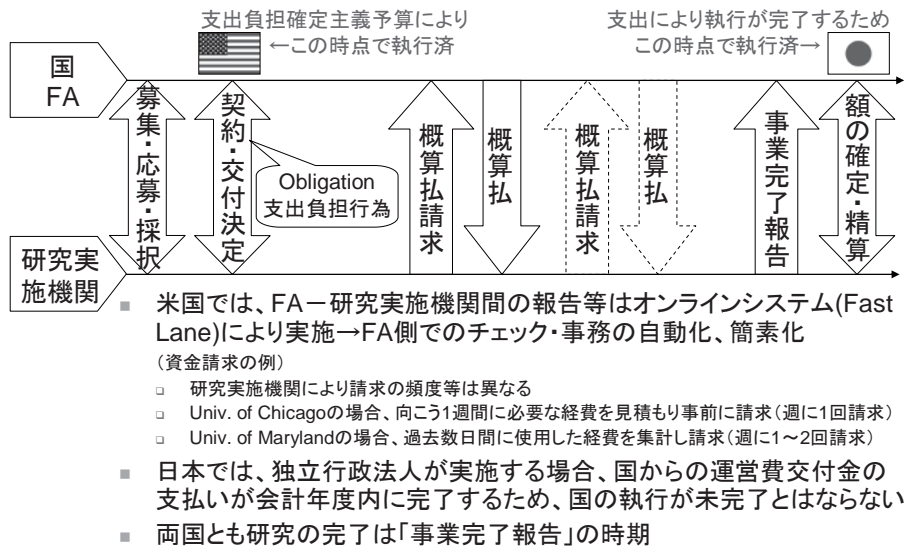 支出負担確定主義予算により
←この時点で執行済
支出により執行が完了するため
この時点で執行済→
国
FA
募集・応募・採択
契約・交付決定
Obligation
支出負担行為
概算払請求
概算払
概算払請求
概算払
事業完了報告
額の確定・精算
研究実
施機関
■ 米国では、FA－研究実施機関間の報告等はオンラインシステム(Fast
Lane)により実施→FA側でのチェック・事務の自動化、簡素化
（資金請求の例）
□ 研究実施機関により請求の頻度等は異なる
□ Univ. of Chicagoの場合、向こう1週間に必要な経費を見積もり事前に請求（週に1回請求）
□ Univ. of Marylandの場合、過去数日間に使用した経費を集計し請求（週に1～2回請求）
■ 日本では、独立行政法人が実施する場合、国からの運営費交付金の
支払いが会計年度内に完了するため、国の執行が未完了とはならない
■ 両国とも研究の完了は「事業完了報告」の時期